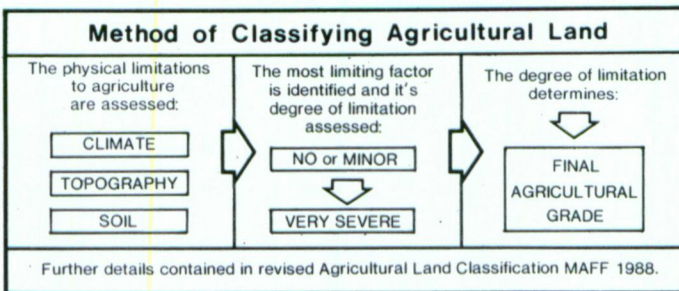 Method of Classifying Agricultural Land
The physical limitations
to agriculture
are assessed:
CLIMATE
TOPOGRAPHY
SOIL
The most limiting factor
is identified and it's
degree of limitation
assessed:
NO or MINOR
VERY SEVERE
The degree of limitation
determines:
FINAL
AGRICULTURAL
GRADE
Further details contained in revised Agricultural Land Classification MAFF 1988.